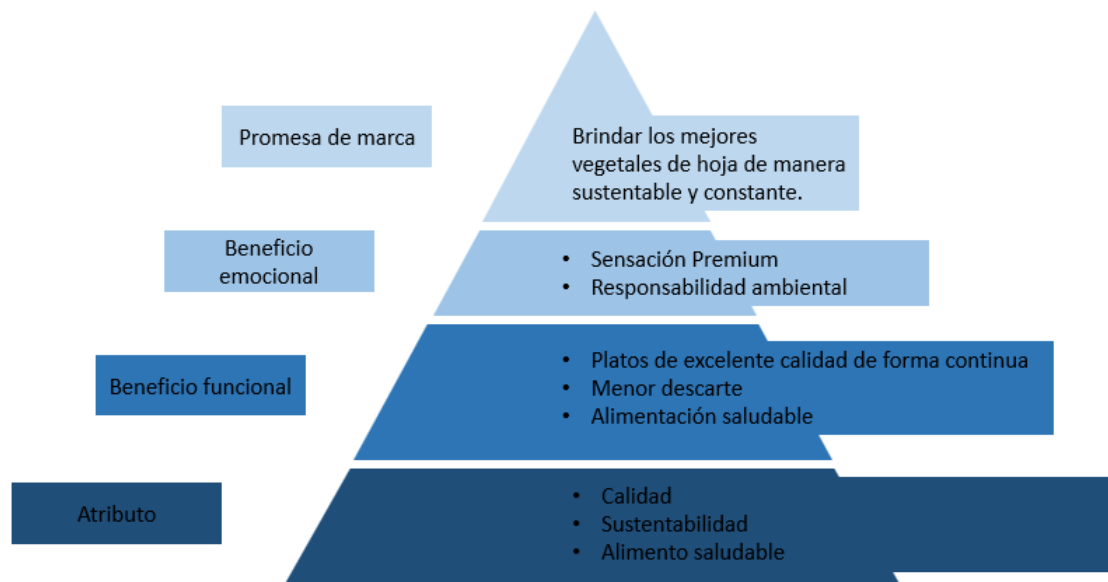 Promesa de marca
Brindar los mejores
vegetales de hoja de manera
sustentable y constante.
Beneficio
emocional
• Sensación Premium
• Responsabilidad ambiental
Beneficio funcional
• Platos de excelente calidad de forma continua
• Menor descarte
• Alimentación saludable
Atributo
• Calidad
• Sustentabilidad
• Alimento saludable